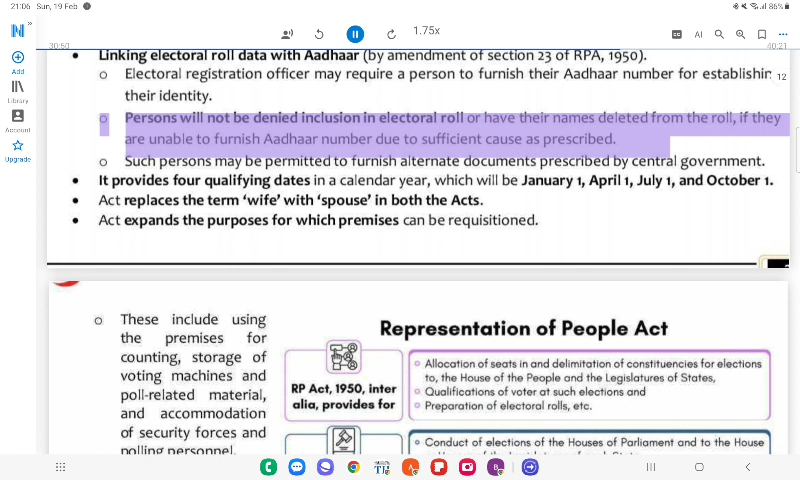 21:06 Sun, 19 Feb
86%
N
»
1.75x
AI
30:50
40:21
Add
Library
Account
Upgrade
12
• Linking electoral roll data with Aadhaar (by amendment of section 23 of RPA, 1950).
o Electoral registration officer may require a person to furnish their Aadhaar number for
their identity.
o Persons will not be denied inclusion in electoral roll or have their names deleted from the roll, if they
are unable to furnish Aadhaar number due to sufficient cause as prescribed.
o Such persons may be permitted to furnish alternate documents prescribed by central government.
• It provides four qualifying dates in a calendar year, which will be January 1, April 1, July 1, and October 1.
• Act replaces the term ‘wife’ with ‘spouse’ in both the Acts.
• Act expands the purposes for which premises can be requisitioned.
o These include using
the premises for
counting, storage of
voting machines and
poll-related material,
and accommodation
of security forces and
polling personnel.
Representation of People Act
RP Act, 1950, inter
alia, provides for
Allocation of seats in and delimitation of constituencies for elections
to, the House of the People and the Legislatures of States,
Qualifications of voter at such elections and
Preparation of electoral rolls, etc.
Conduct of elections of the Houses of Parliament and to the House